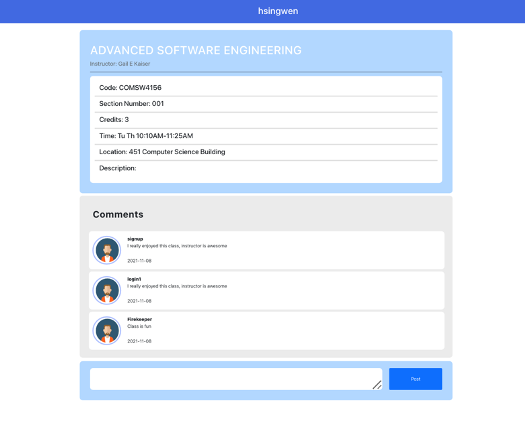 hsingwen
ADVANCED SOFTWARE ENGINEERING
Instructor: Gail E Kaiser
Code: COMSW4156
Section Number: 001
Credits: 3
Time: Tu Th 10:10AM-11:25AM
Location: 451 Computer Science Building
Description:
Comments
signup
I really enjoyed this class, instructor is awesome
2021-11-08
login1
I really enjoyed this class, instructor is awesome
2021-11-08
Firekeeper
Class is fun
2021-11-08
Post